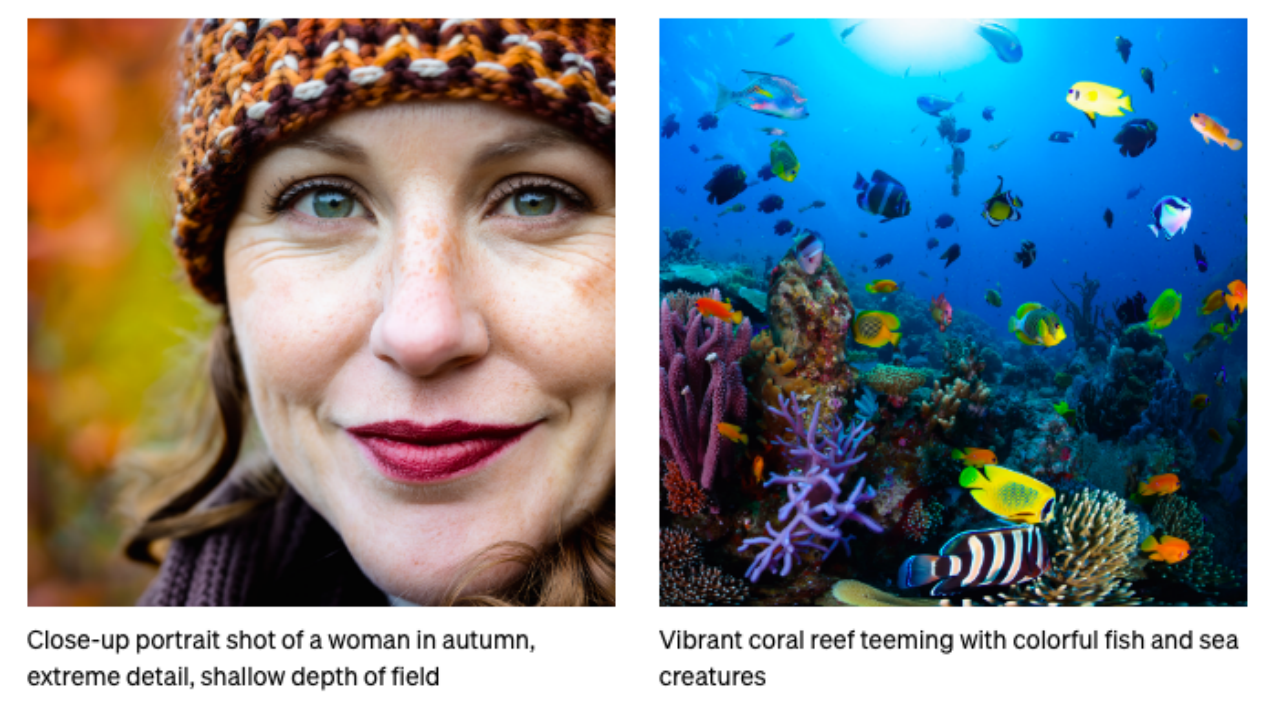 Close-up portrait shot of a woman in autumn,
extreme detail, shallow depth of field
Vibrant coral reef teeming with colorful fish and sea
creatures